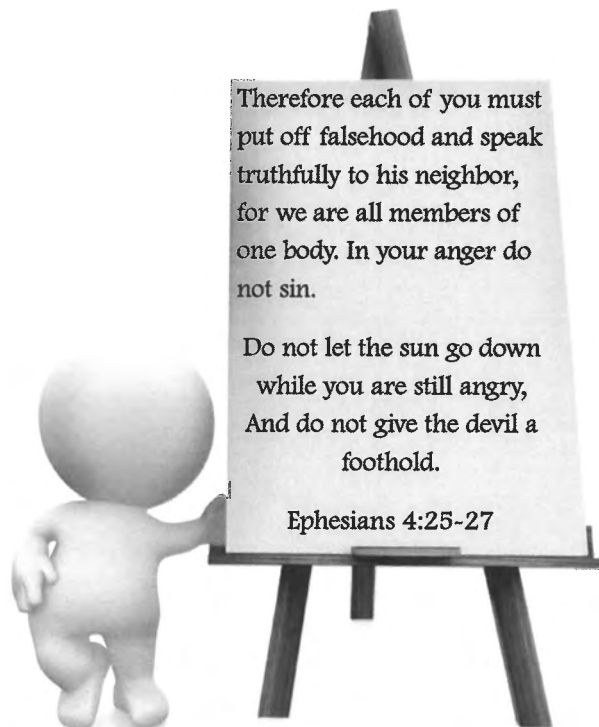 Therefore each of you must
put off falsehood and speak
truthfully to his neighbor,
for we are all members of
one body. In your anger do
not sin.
Do not let the sun go down
while you are still angry,
And do not give the devil a
foothold.
Ephesians 4:25-27